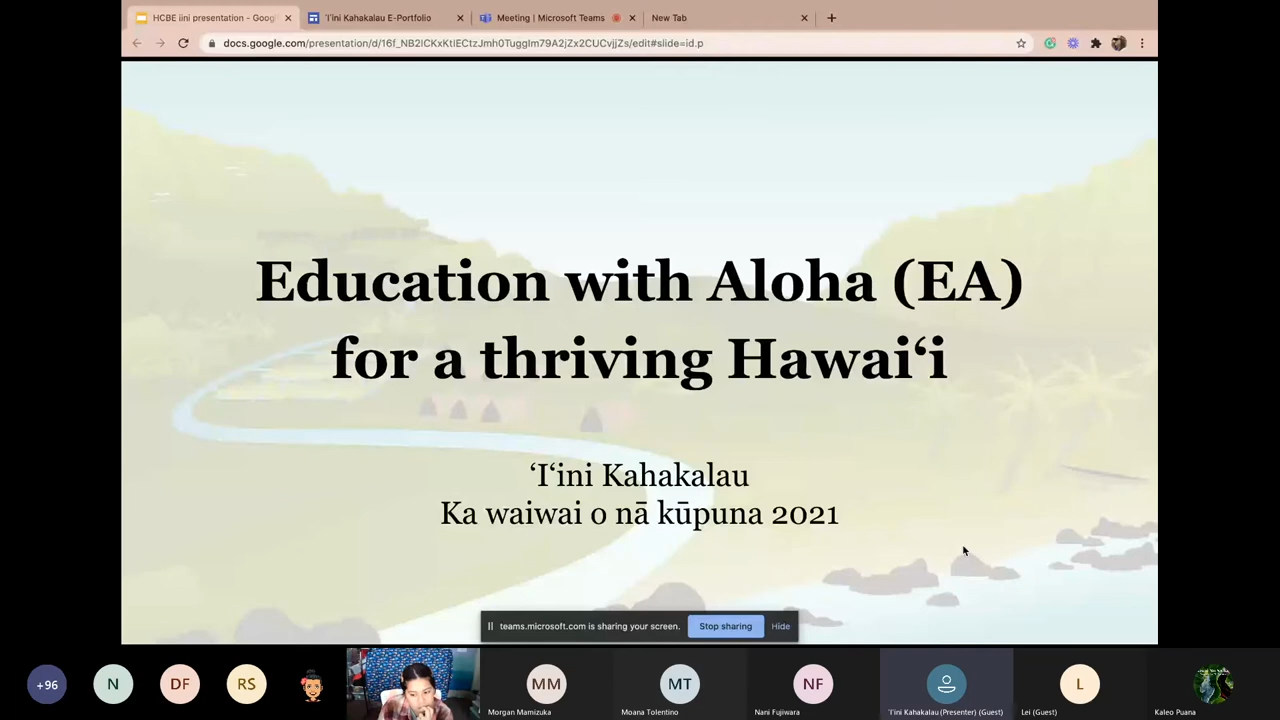 HCBE iini presentation - Goog
ʻIʻini Kahakalau E-Portfolio
Meeting | Microsoft Teams
New Tab
docs.google.com/presentation/d/16f_NB2ICKxKtiECtzJmh0TuggIm79A2jZx2CUCvjjZs/edit#slide=id.p
Education with Aloha (EA)
for a thriving Hawaiʻi
ʻIʻini Kahakalau
Ka waiwai o nā kūpuna 2021
teams.microsoft.com is sharing your screen.
Stop sharing
Hide
+96
N
DF
RS
MM
MT
NF
L
Morgan Mamizuka
Moana Tolentino
Nani Fujiwara
ʻIʻini Kahakalau (Presenter) (Guest)
Lei (Guest)
Kaleo Puana